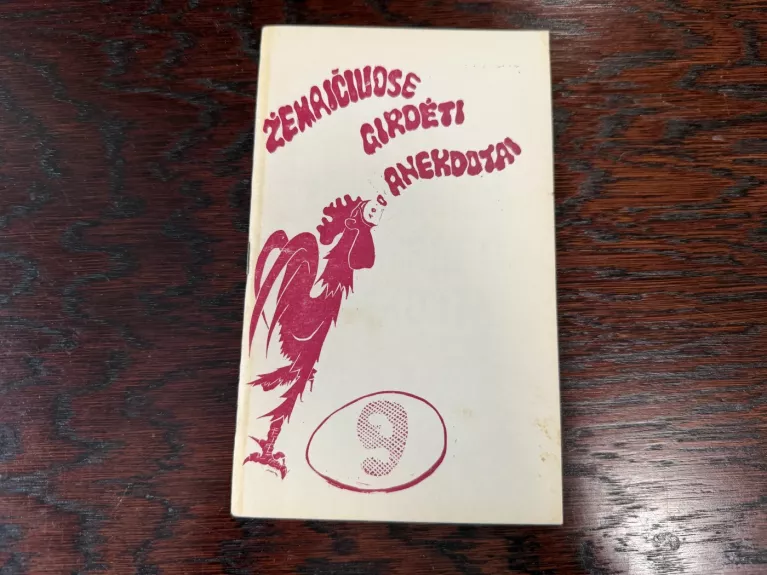 ŽEMAIČIUOSE
GIRDĖTI
ANEKDOTAI
9